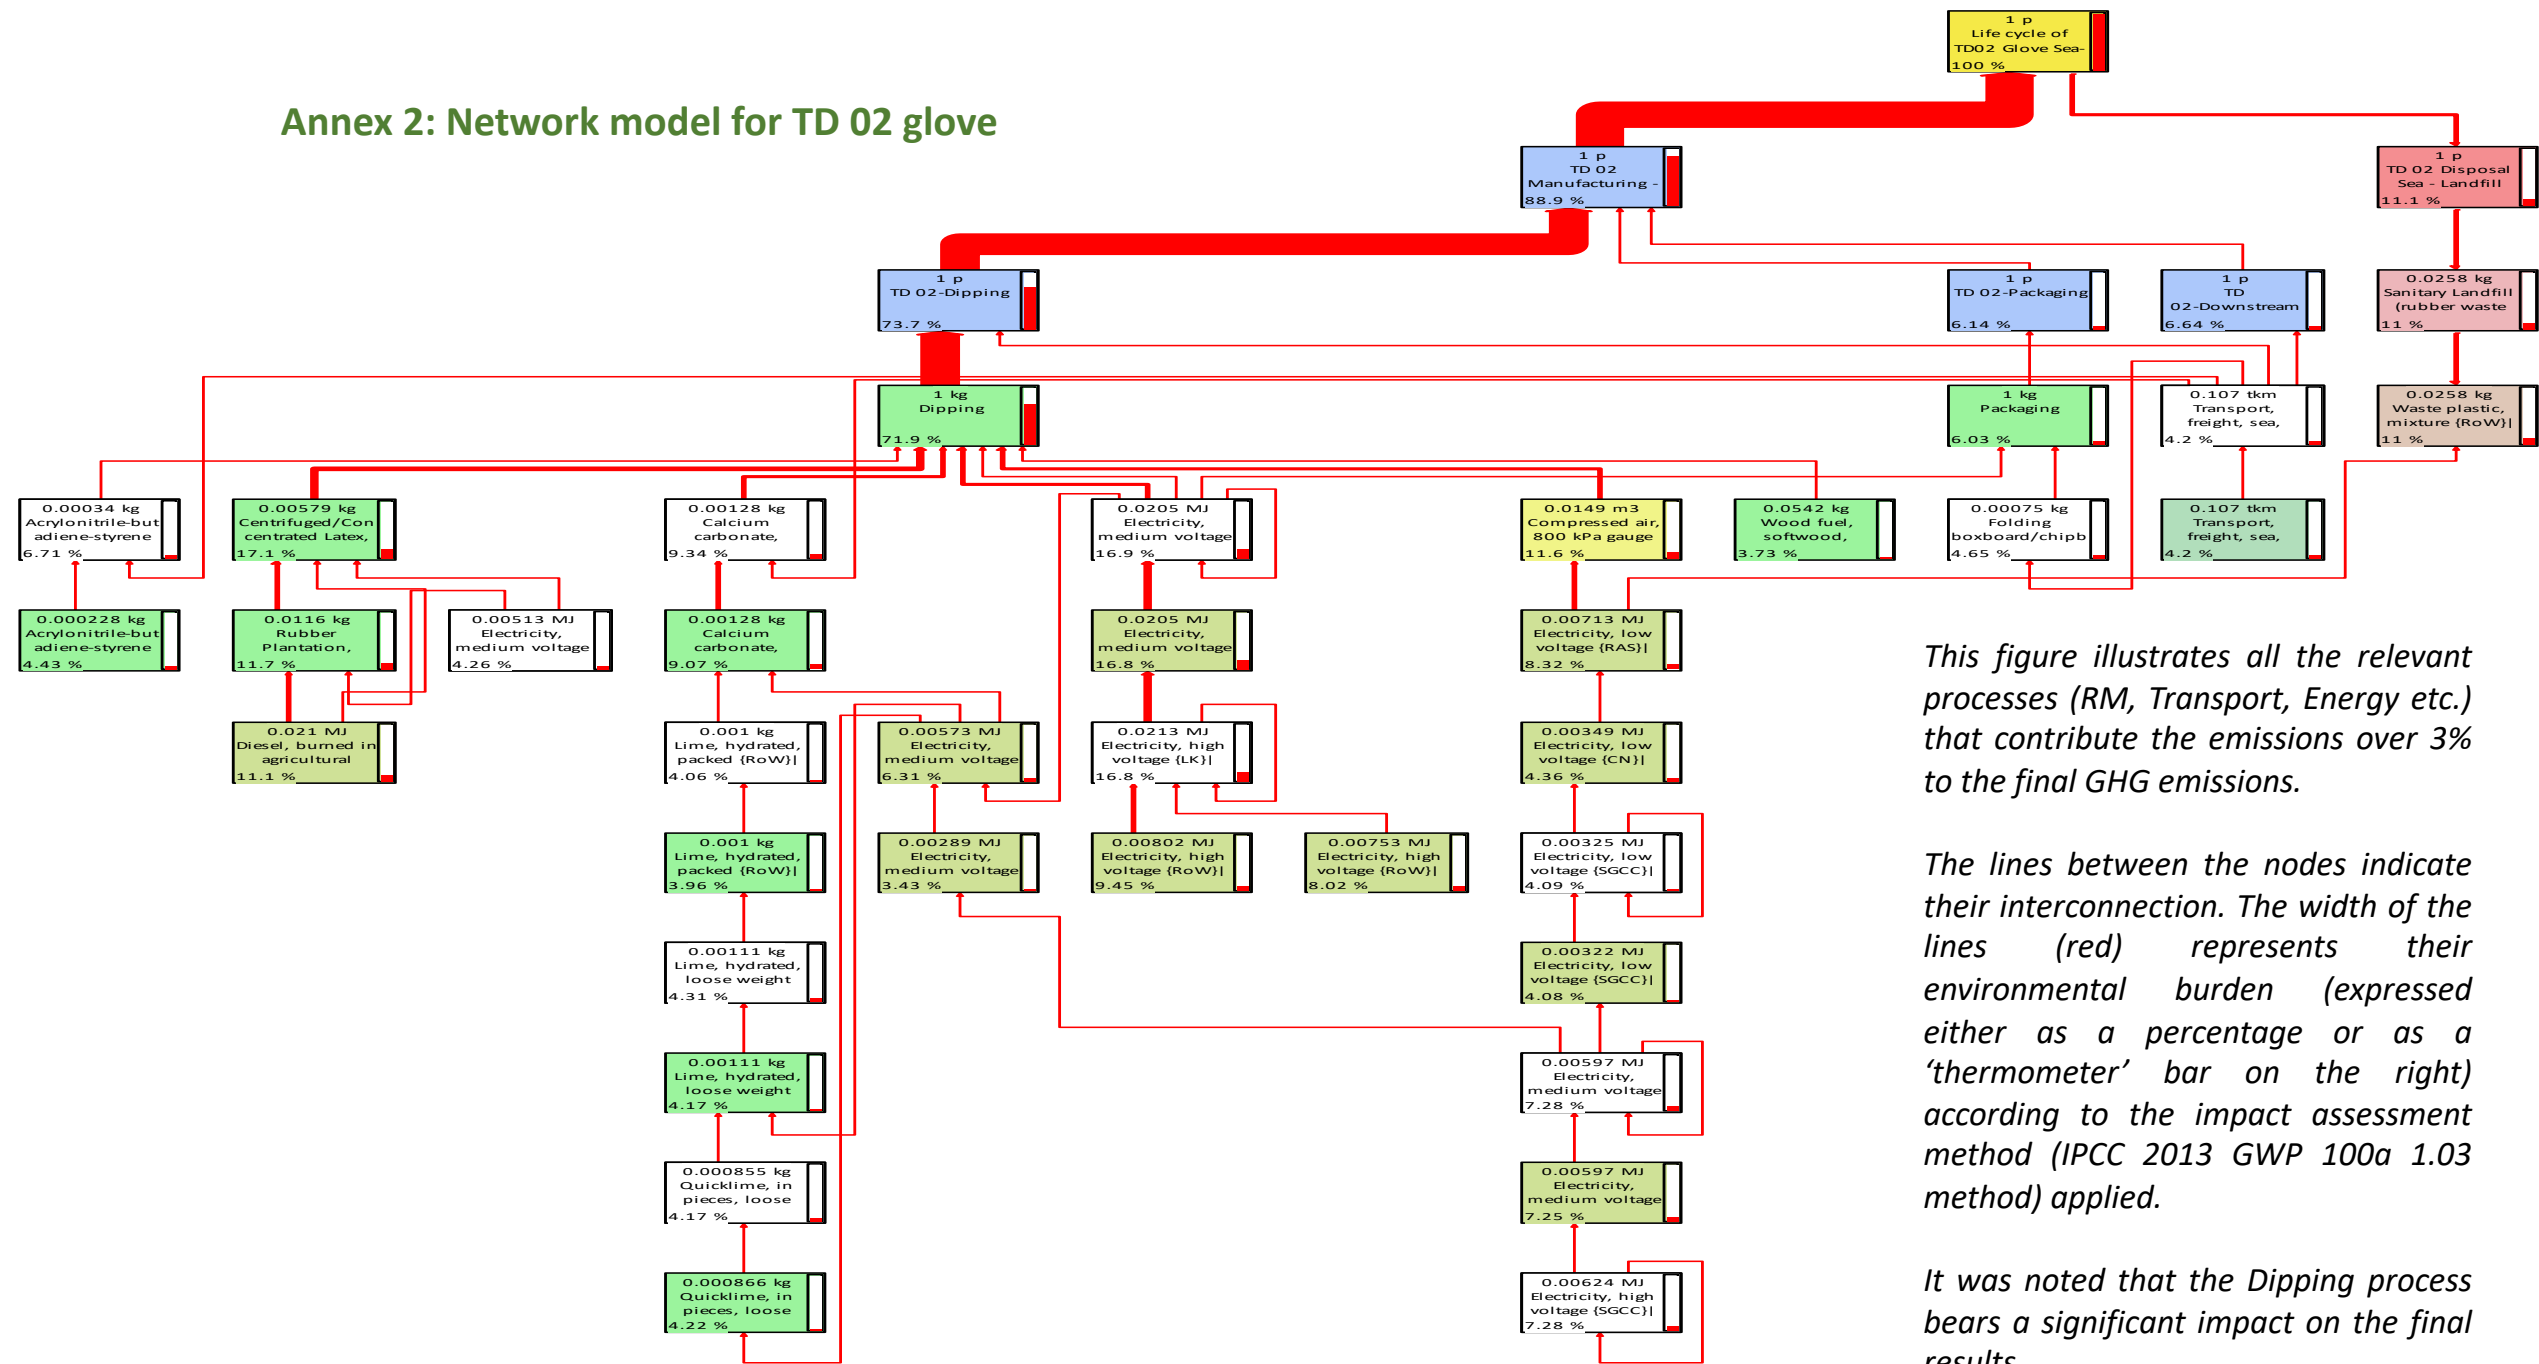 1 p
Life cycle of
TD02 Glove Sea-
100 %
Annex 2: Network model for TD 02 glove
1 p
TD 02
Manufacturing -
88.9 %
1 p
TD 02 Disposal
Sea - Landfill
11.1 %
1 p
TD 02-Dipping
73.7 %
1 p
TD 02-Packaging
6.14 %
1 p
TD
02-Downstream
6.64 %
0.0258 kg
Sanitary Landfill
(rubber waste
11 %
1 kg
Dipping
71.9 %
1 kg
Packaging
6.03 %
0.107 tkm
Transport,
freight, sea,
4.2 %
0.0258 kg
Waste plastic,
mixture {RoW}|
11 %
0.00034 kg
Acrylonitrile-but
adiene-styrene
6.71 %
0.00579 kg
Centrifuged/Con
centrated Latex,
17.1 %
0.00128 kg
Calcium
carbonate,
9.34 %
0.0205 MJ
Electricity,
medium voltage
16.9 %
0.0149 m3
Compressed air,
800 kPa gauge
11.6 %
0.0542 kg
Wood fuel,
softwood,
3.73 %
0.00075 kg
Folding
boxboard/chipb
4.65 %
0.107 tkm
Transport,
freight, sea,
4.2 %
0.000228 kg
Acrylonitrile-but
adiene-styrene
4.43 %
0.0116 kg
Rubber
Plantation,
11.7 %
0.00513 MJ
Electricity,
medium voltage
4.26 %
0.00128 kg
Calcium
carbonate,
9.07 %
0.0205 MJ
Electricity,
medium voltage
16.8 %
0.00713 MJ
Electricity, low
voltage {RAS}|
8.32 %
0.021 MJ
Diesel, burned in
agricultural
11.1 %
0.001 kg
Lime, hydrated,
packed {RoW}|
4.06 %
0.00573 MJ
Electricity,
medium voltage
6.31 %
0.0213 MJ
Electricity, high
voltage {LK}|
16.8 %
0.00349 MJ
Electricity, low
voltage {CN}|
4.36 %
0.001 kg
Lime, hydrated,
packed {RoW}|
3.96 %
0.00289 MJ
Electricity,
medium voltage
3.43 %
0.00802 MJ
Electricity, high
voltage {RoW}|
9.45 %
0.00753 MJ
Electricity, high
voltage {RoW}|
8.02 %
0.00325 MJ
Electricity, low
voltage {SGCC}|
4.09 %
0.00111 kg
Lime, hydrated,
loose weight
4.31 %
0.00322 MJ
Electricity, low
voltage {SGCC}|
4.08 %
0.00111 kg
Lime, hydrated,
loose weight
4.17 %
0.00597 MJ
Electricity,
medium voltage
7.28 %
0.000855 kg
Quicklime, in
pieces, loose
4.17 %
0.00597 MJ
Electricity,
medium voltage
7.25 %
0.000866 kg
Quicklime, in
pieces, loose
4.22 %
0.00624 MJ
Electricity, high
voltage {SGCC}|
7.28 %
This figure illustrates all the relevant
processes (RM, Transport, Energy etc.)
that contribute the emissions over 3%
to the final GHG emissions.
The lines between the nodes indicate
their interconnection. The width of the
lines (red) represents their
environmental burden (expressed
either as a percentage or as a
‘thermometer’ bar on the right)
according to the impact assessment
method (IPCC 2013 GWP 100a 1.03
method) applied.
It was noted that the Dipping process
bears a significant impact on the final
results